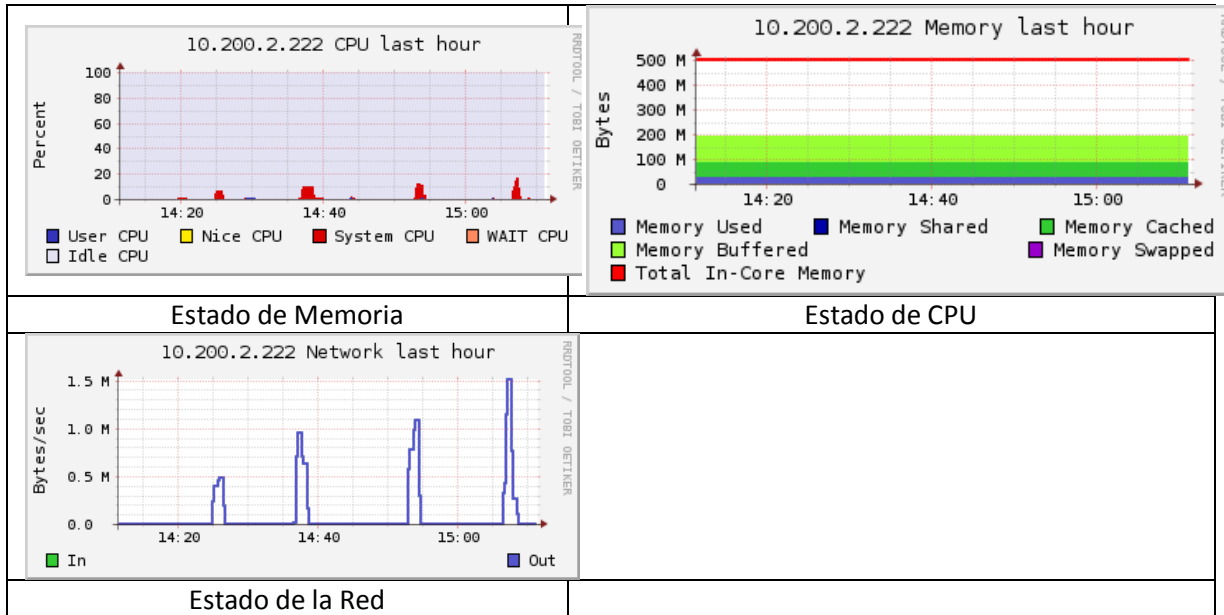 10.200.2.222 CPU last hour
RRDTOOL / TOBI OETIKER
Percent
100
80
60
40
20
0
14:20 14:40 15:00
User CPU Nice CPU System CPU WAIT CPU
Idle CPU
10.200.2.222 Memory last hour
Bytes
500 M
400 M
300 M
200 M
100 M
0
14:20 14:40 15:00
Memory Used Memory Shared Memory Cached
Memory Buffered Memory Swapped
Total In-Core Memory
Estado de Memoria
Estado de CPU
10.200.2.222 Network last hour
RRDTOOL / TOBI OETIKER
Bytes/sec
1.5 M
1.0 M
0.5 M
0.0
14:20 14:40 15:00
In Out
Estado de la Red